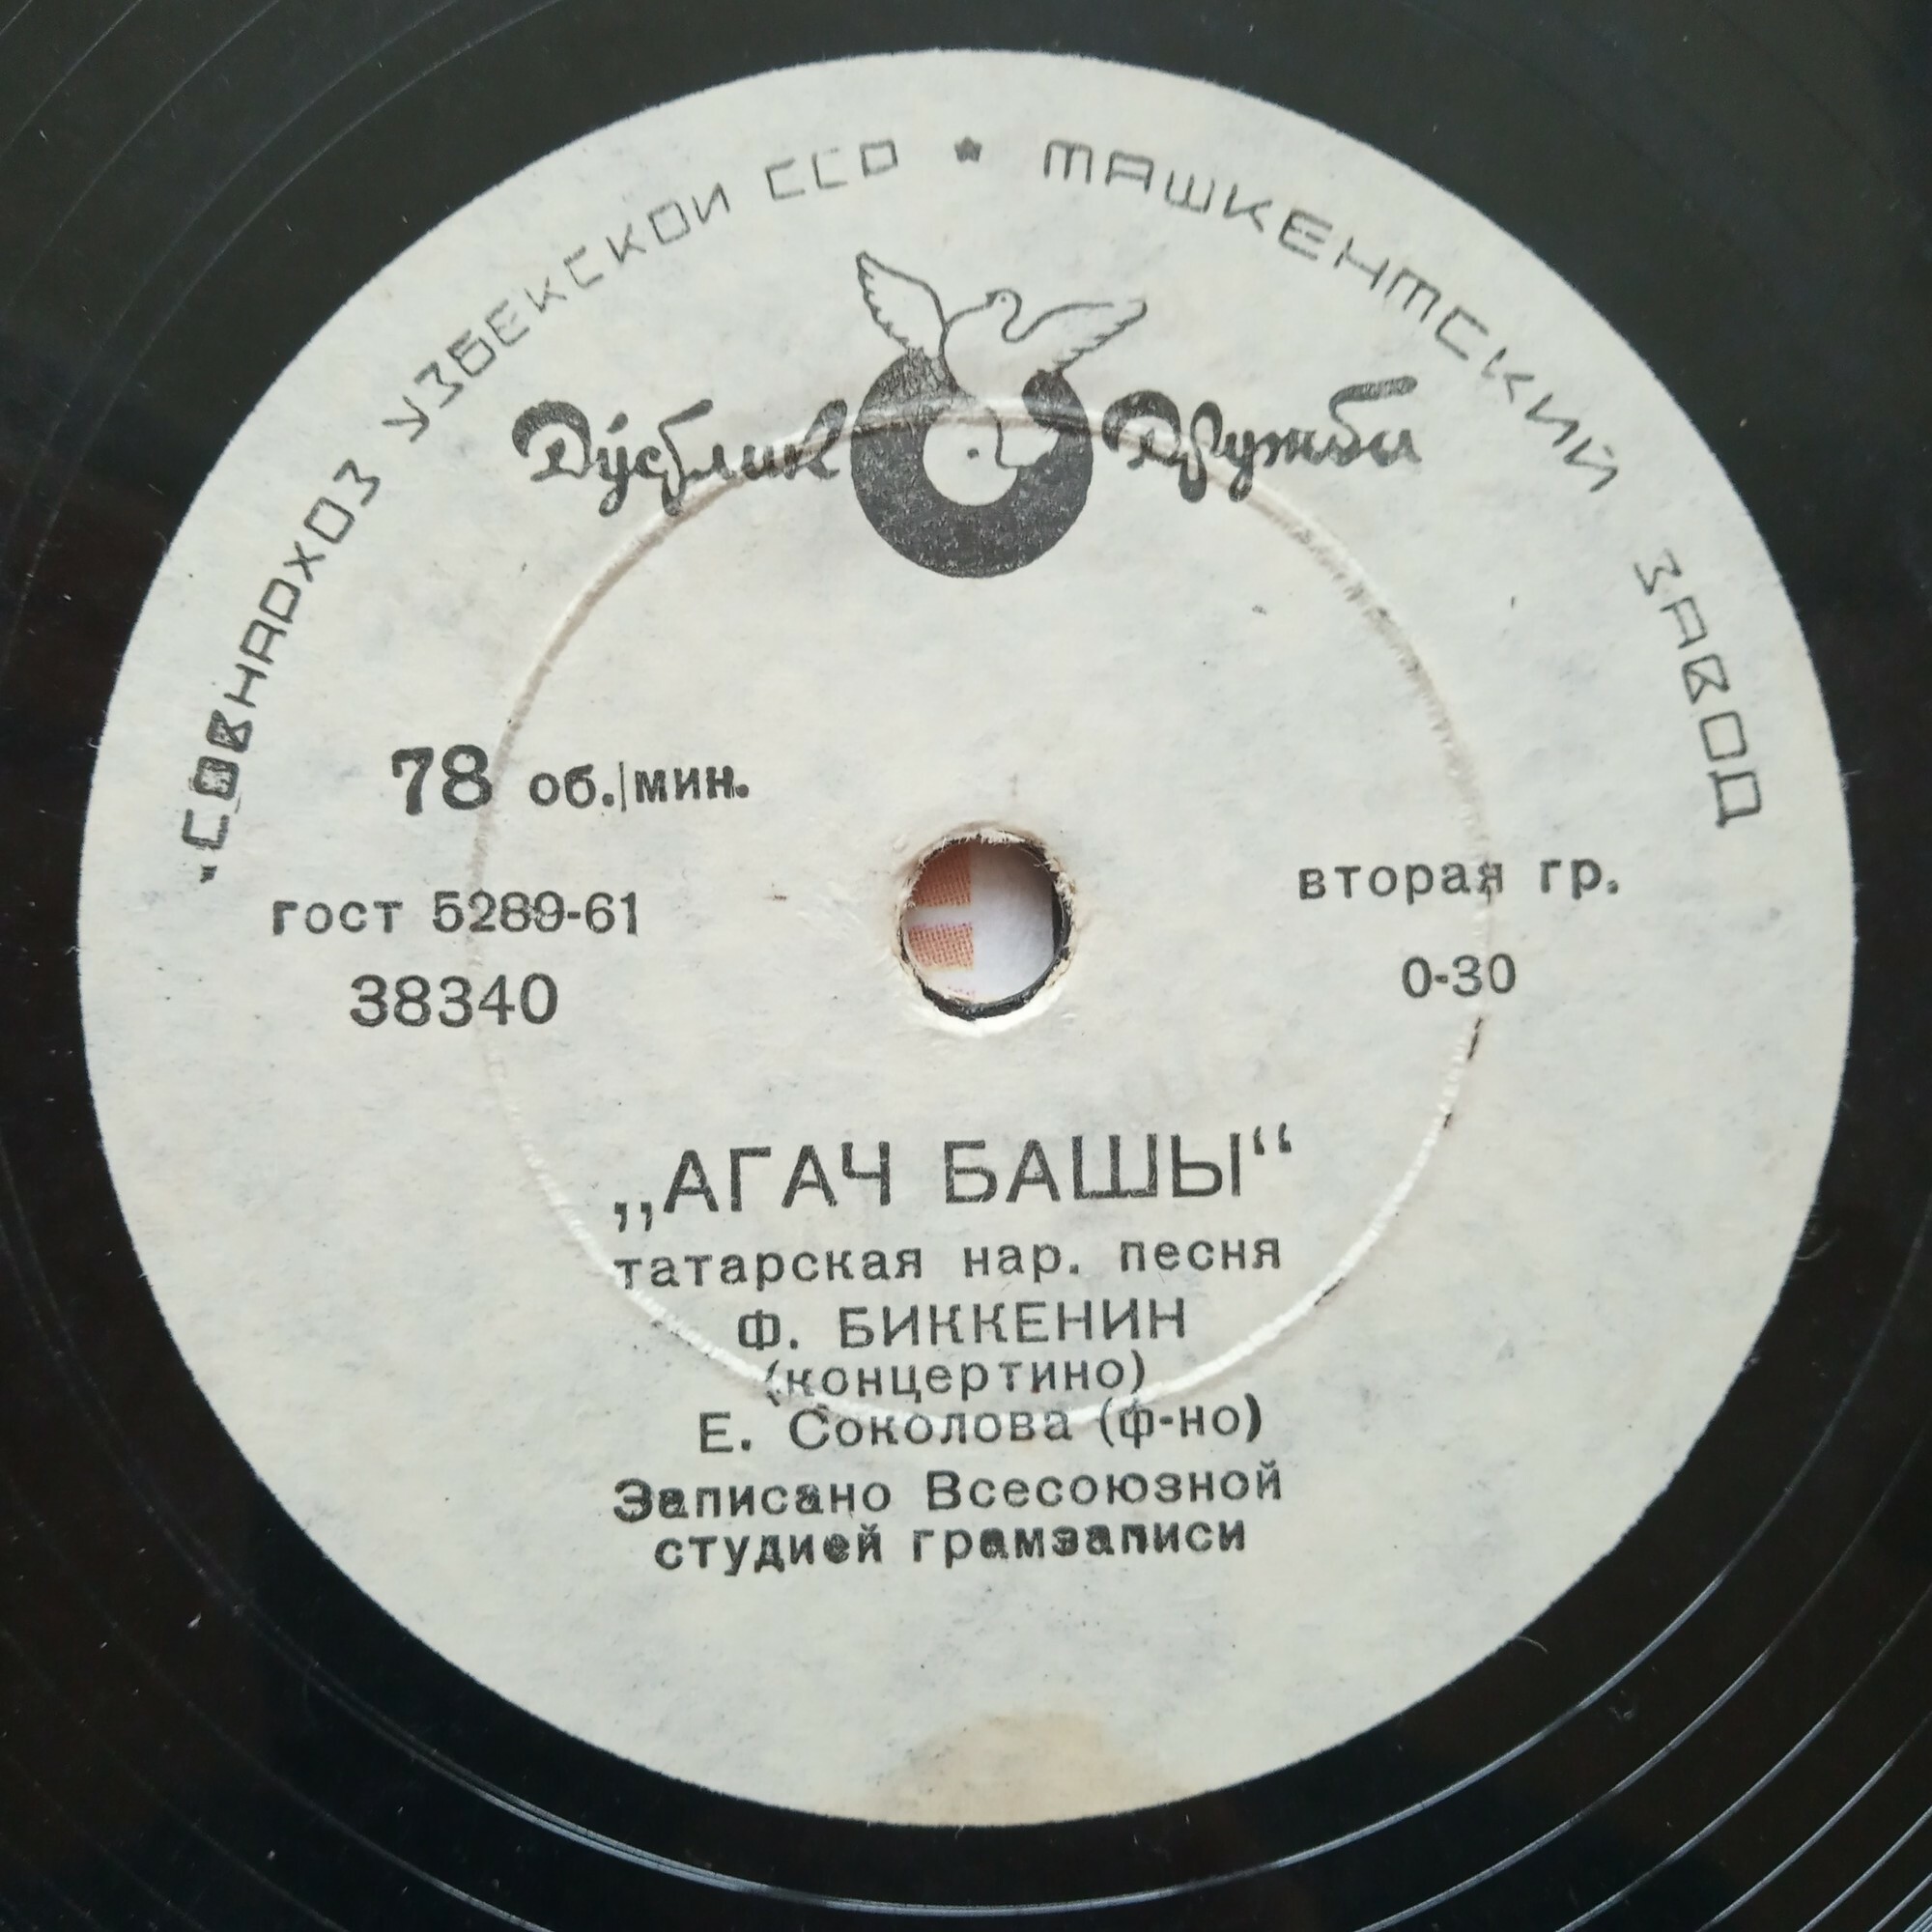 СОВНАРХОЗ УЗБЕКСКОЙ ССР ★ ТАШКЕНТСКИЙ ЗАВОД
Дўстлик Дружба
78 об./мин.
вторая гр.
гост 5289-61
0-30
38340
„АГАЧ БАШЫ“
татарская нар. песня
Ф. БИККЕНИН
(концертино)
Е. Соколова (ф-но)
Записано Всесоюзной
студией грамзаписи